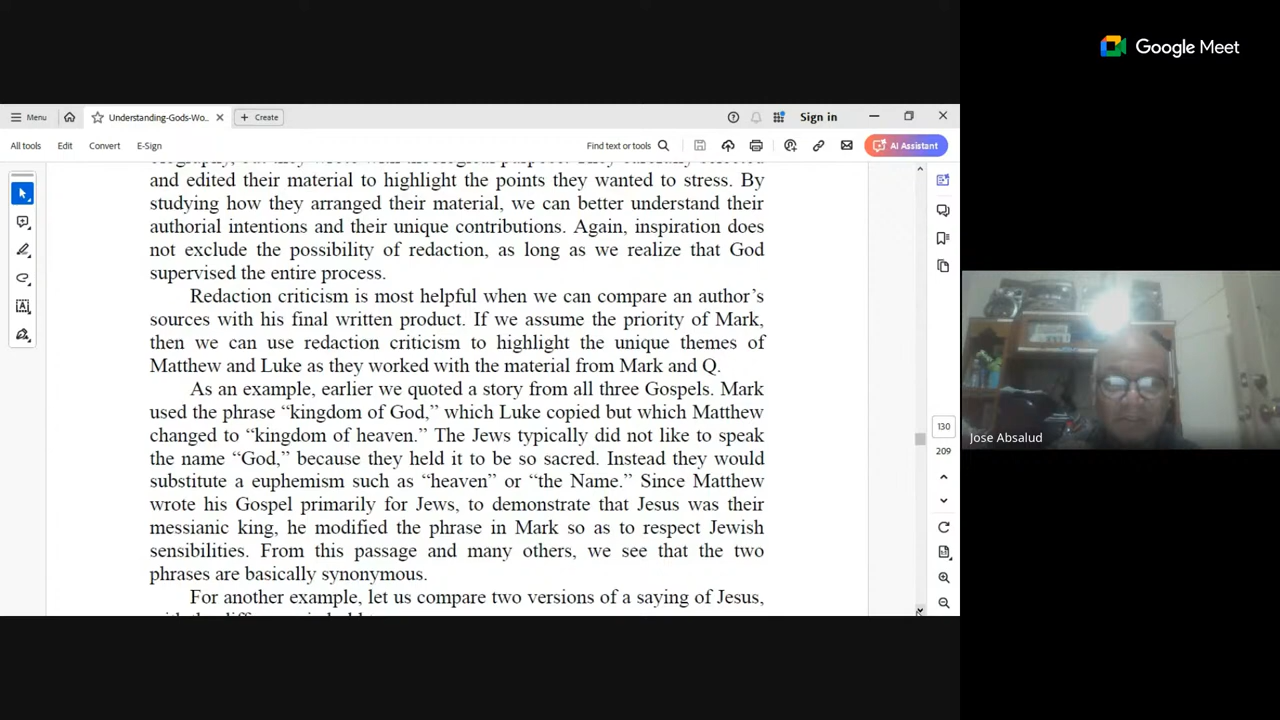 Google Meet
Menu
Understanding-Gods-Wo...
Create
Sign in
All tools
Edit
Convert
E-Sign
Find text or tools
AI Assistant
and edited their material to highlight the points they wanted to stress. By
studying how they arranged their material, we can better understand their
authorial intentions and their unique contributions. Again, inspiration does
not exclude the possibility of redaction, as long as we realize that God
supervised the entire process.
Redaction criticism is most helpful when we can compare an author’s
sources with his final written product. If we assume the priority of Mark,
then we can use redaction criticism to highlight the unique themes of
Matthew and Luke as they worked with the material from Mark and Q.
As an example, earlier we quoted a story from all three Gospels. Mark
used the phrase “kingdom of God,” which Luke copied but which Matthew
changed to “kingdom of heaven.” The Jews typically did not like to speak
the name “God,” because they held it to be so sacred. Instead they would
substitute a euphemism such as “heaven” or “the Name.” Since Matthew
wrote his Gospel primarily for Jews, to demonstrate that Jesus was their
messianic king, he modified the phrase in Mark so as to respect Jewish
sensibilities. From this passage and many others, we see that the two
phrases are basically synonymous.
For another example, let us compare two versions of a saying of Jesus,
130
209
Jose Absalud